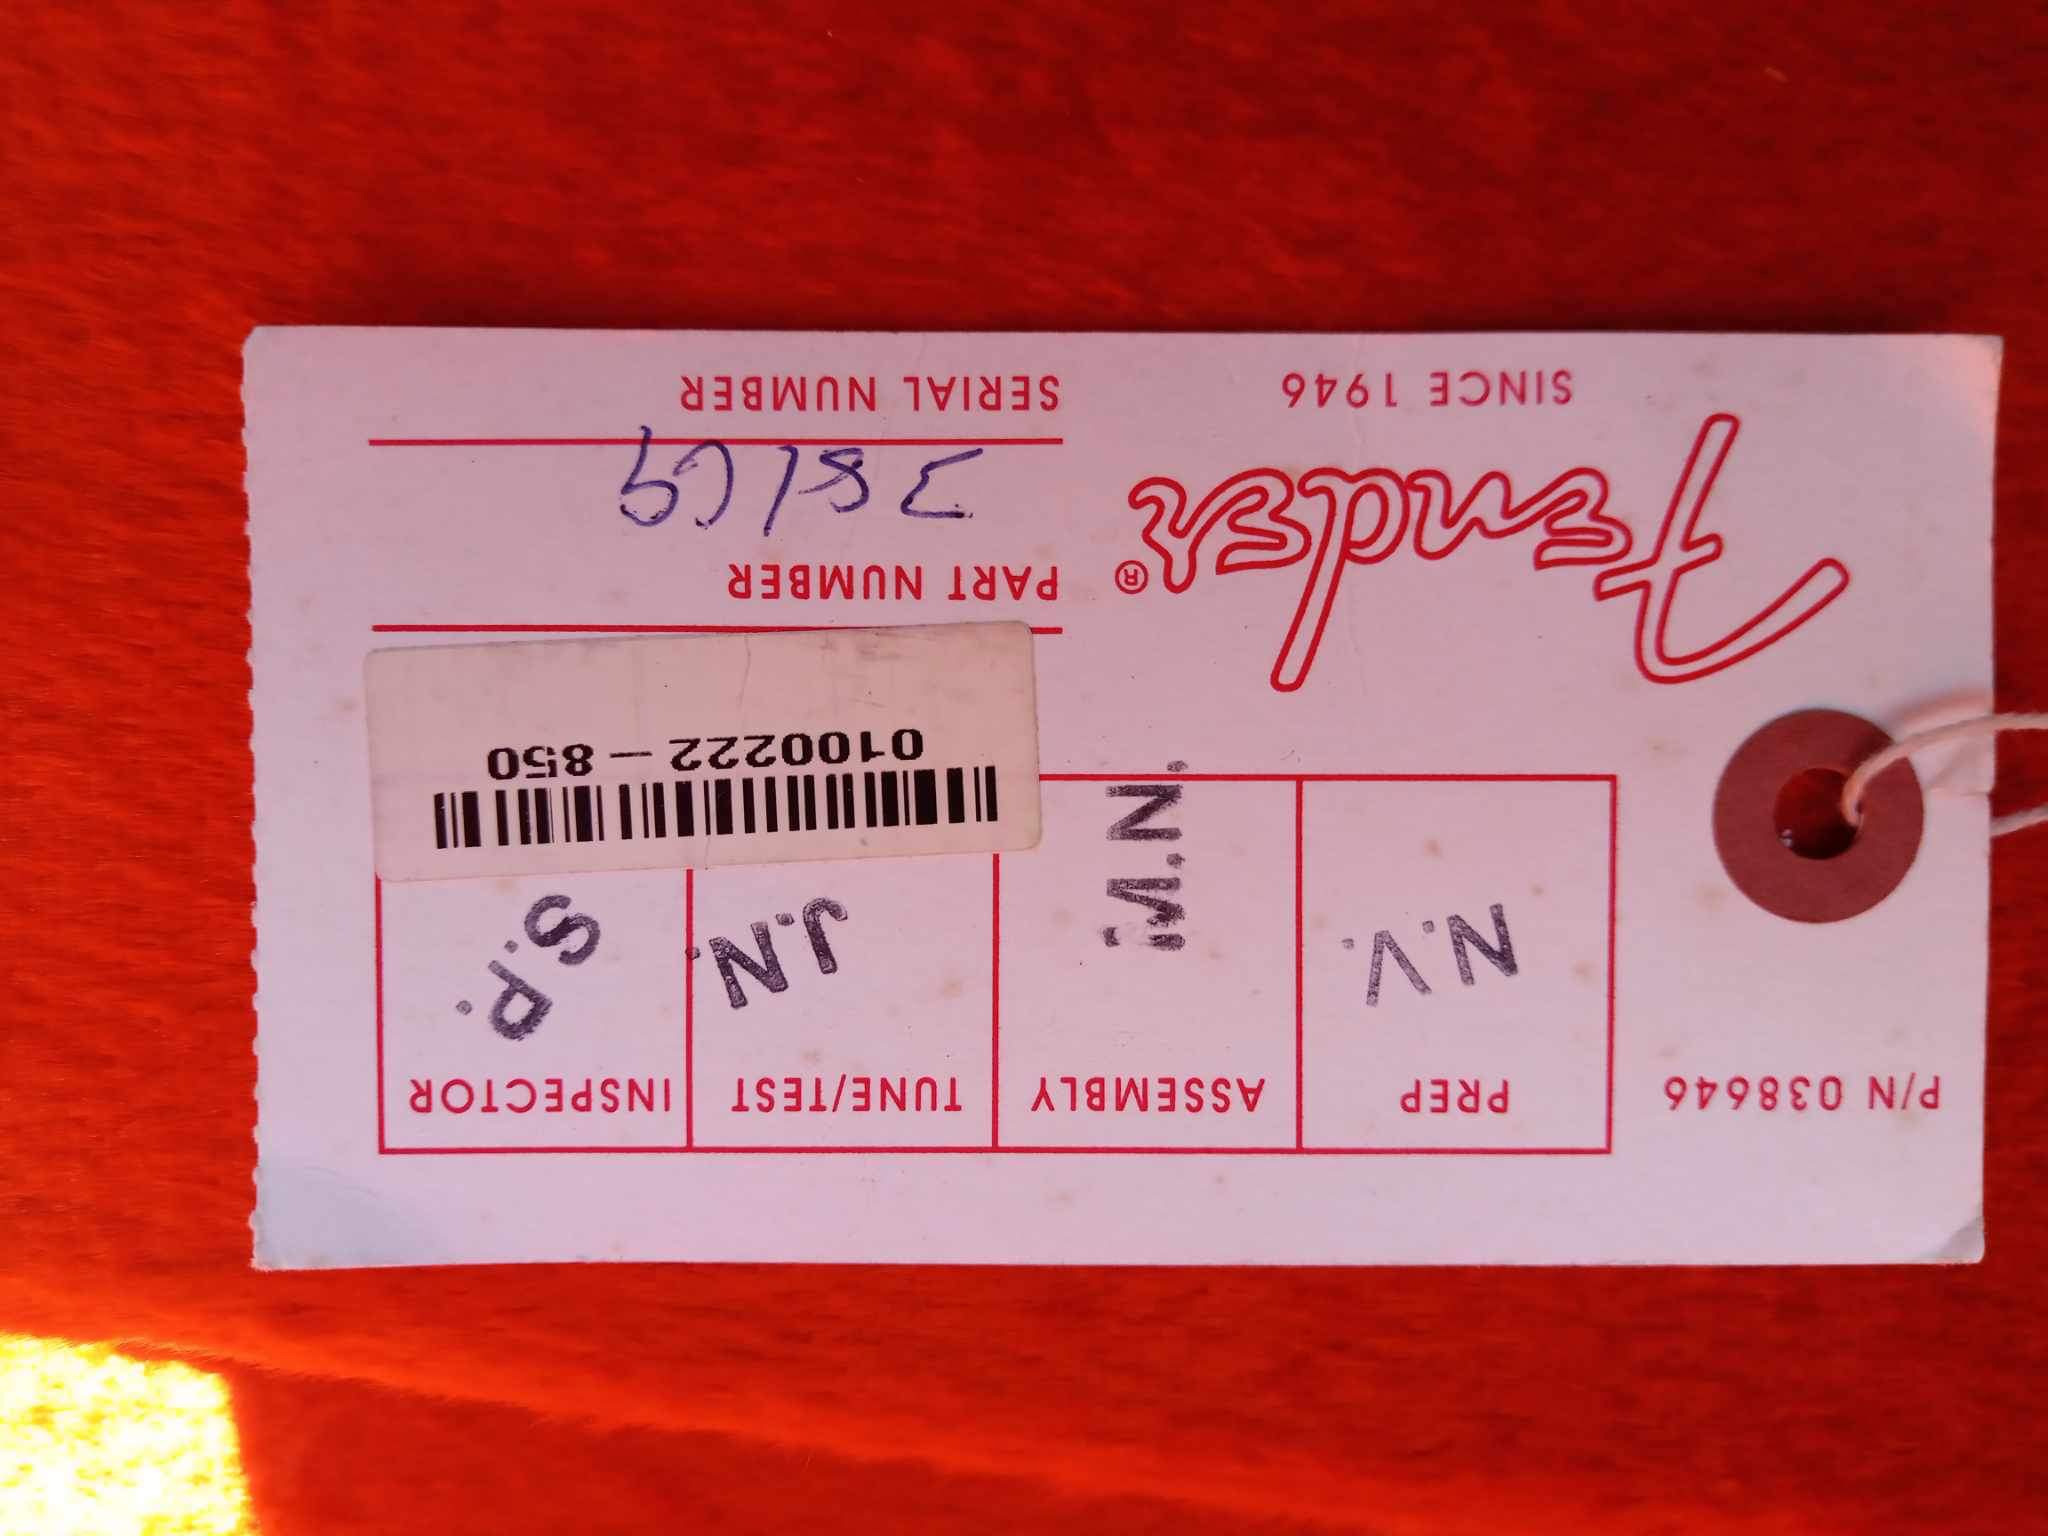 P/N 038646
PREP
ASSEMBLY
TUNE/TEST
INSPECTOR
N.V.
M.N.
J.N.
S.P.
0100222-850
Fender®
PART NUMBER
SINCE 1946
SERIAL NUMBER